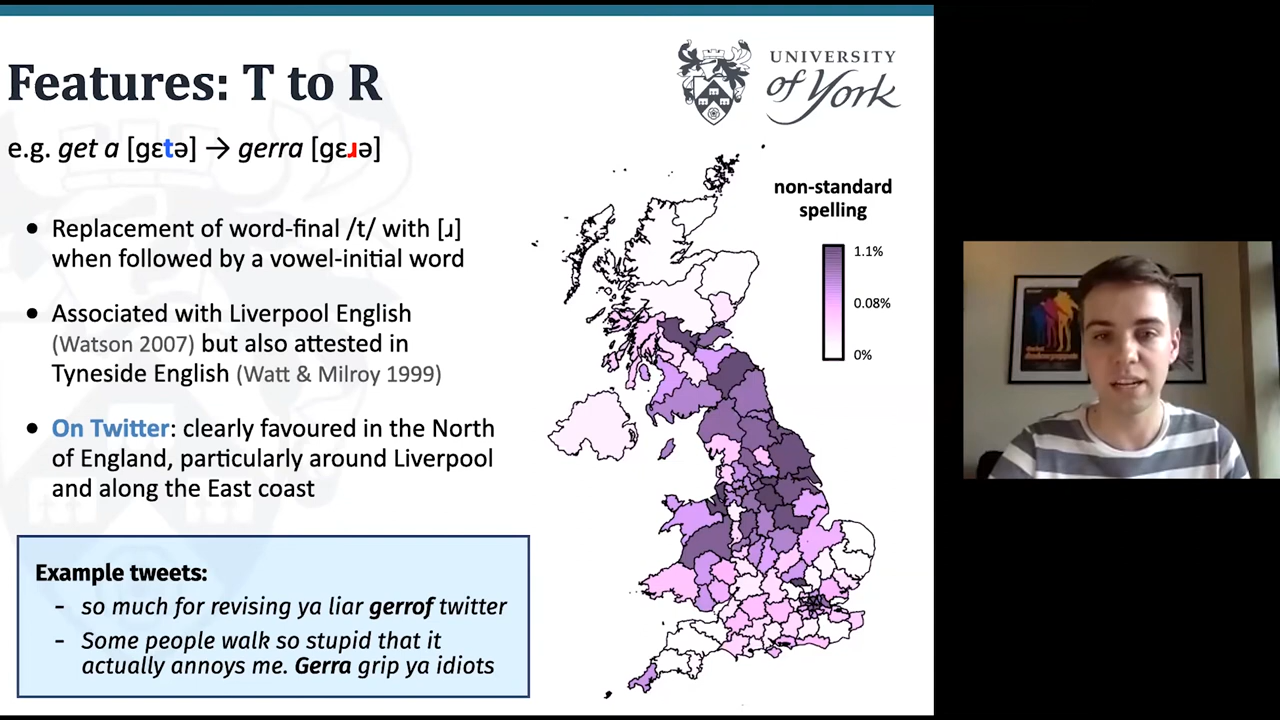 Features: T to R
UNIVERSITY
of York
e.g. get a [gɛtə] → gerra [gɛɹə]
● Replacement of word-final /t/ with [ɹ]
when followed by a vowel-initial word
● Associated with Liverpool English
(Watson 2007) but also attested in
Tyneside English (Watt & Milroy 1999)
● On Twitter: clearly favoured in the North
of England, particularly around Liverpool
and along the East coast
Example tweets:
- so much for revising ya liar gerrof twitter
- Some people walk so stupid that it
actually annoys me. Gerra grip ya idiots
non-standard
spelling
1.1%
0.08%
0%